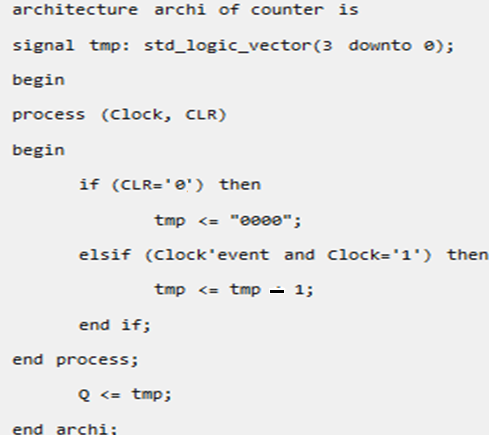 architecture archi of counter is
signal tmp: std_logic_vector(3 downto 0);
begin
process (Clock, CLR)
begin
if (CLR='0') then
tmp <= "0000";
elsif (Clock'event and Clock='1') then
tmp <= tmp - 1;
end if;
end process;
Q <= tmp;
end archi;